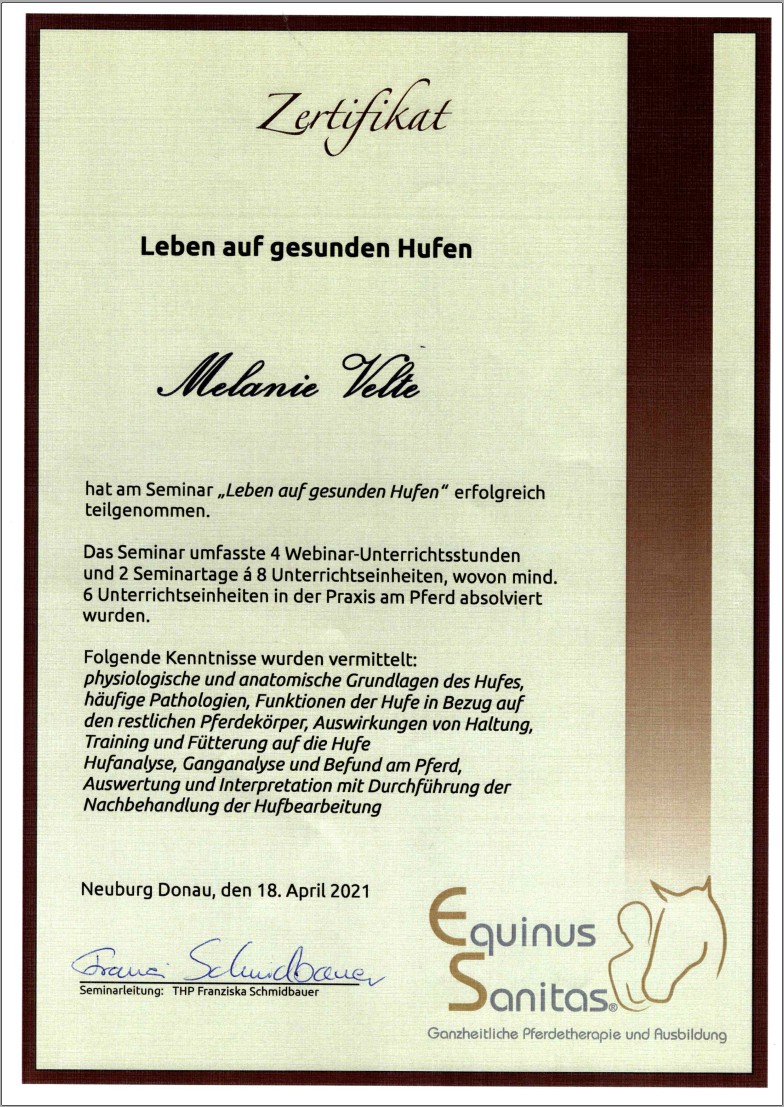 Zertifikat
Leben auf gesunden Hufen
Melanie Velte
hat am Seminar „Leben auf gesunden Hufen“ erfolgreich
teilgenommen.
Das Seminar umfasste 4 Webinar-Unterrichtsstunden
und 2 Seminartage á 8 Unterrichtseinheiten, wovon mind.
6 Unterrichtseinheiten in der Praxis am Pferd absolviert
wurden.
Folgende Kenntnisse wurden vermittelt:
physiologische und anatomische Grundlagen des Hufes,
häufige Pathologien, Funktionen der Hufe in Bezug auf
den restlichen Pferdekörper, Auswirkungen von Haltung,
Training und Fütterung auf die Hufe
Hufanalyse, Ganganalyse und Befund am Pferd,
Auswertung und Interpretation mit Durchführung der
Nachbehandlung der Hufbearbeitung
Neuburg Donau, den 18. April 2021
Franzi Schmidbauer
Seminarleitung: THP Franziska Schmidbauer
Equinus
Sanitas®
Ganzheitliche Pferdetherapie und Ausbildung